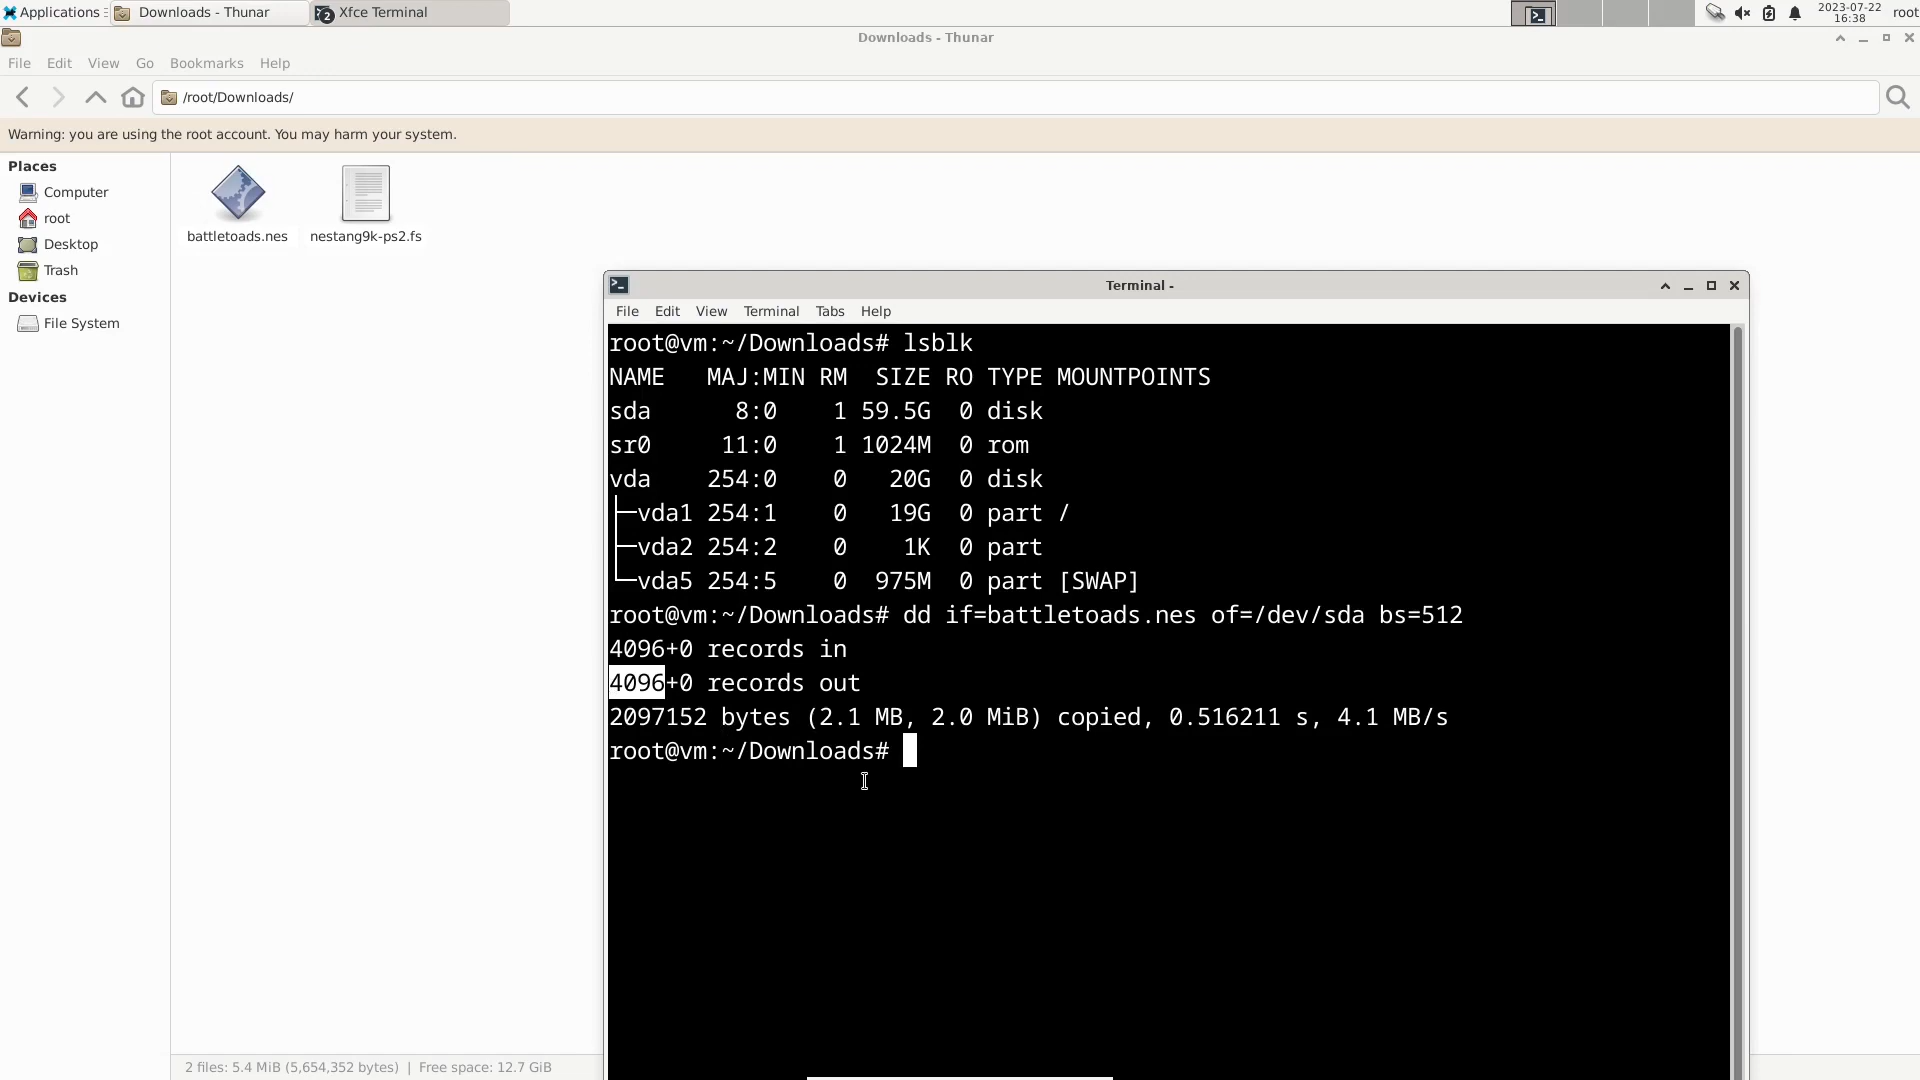 Applications
Downloads - Thunar
2 Xfce Terminal
2023-07-22
16:38
root
Downloads - Thunar
File Edit View Go Bookmarks Help
/root/Downloads/
Warning: you are using the root account. You may harm your system.
Places
Computer
root
Desktop
Trash
Devices
File System
battletoads.nes
nestang9k-ps2.fs
Terminal -
File Edit View Terminal Tabs Help
root@vm:~/Downloads# lsblk
NAME   MAJ:MIN RM   SIZE RO TYPE MOUNTPOINTS
sda      8:0    1 59.5G  0 disk
sr0     11:0    1 1024M  0 rom
vda    254:0    0   20G  0 disk
├─vda1 254:1    0   19G  0 part /
├─vda2 254:2    0    1K  0 part
└─vda5 254:5    0  975M  0 part [SWAP]
root@vm:~/Downloads# dd if=battletoads.nes of=/dev/sda bs=512
4096+0 records in
4096+0 records out
2097152 bytes (2.1 MB, 2.0 MiB) copied, 0.516211 s, 4.1 MB/s
root@vm:~/Downloads#
2 files: 5.4 MiB (5,654,352 bytes) | Free space: 12.7 GiB